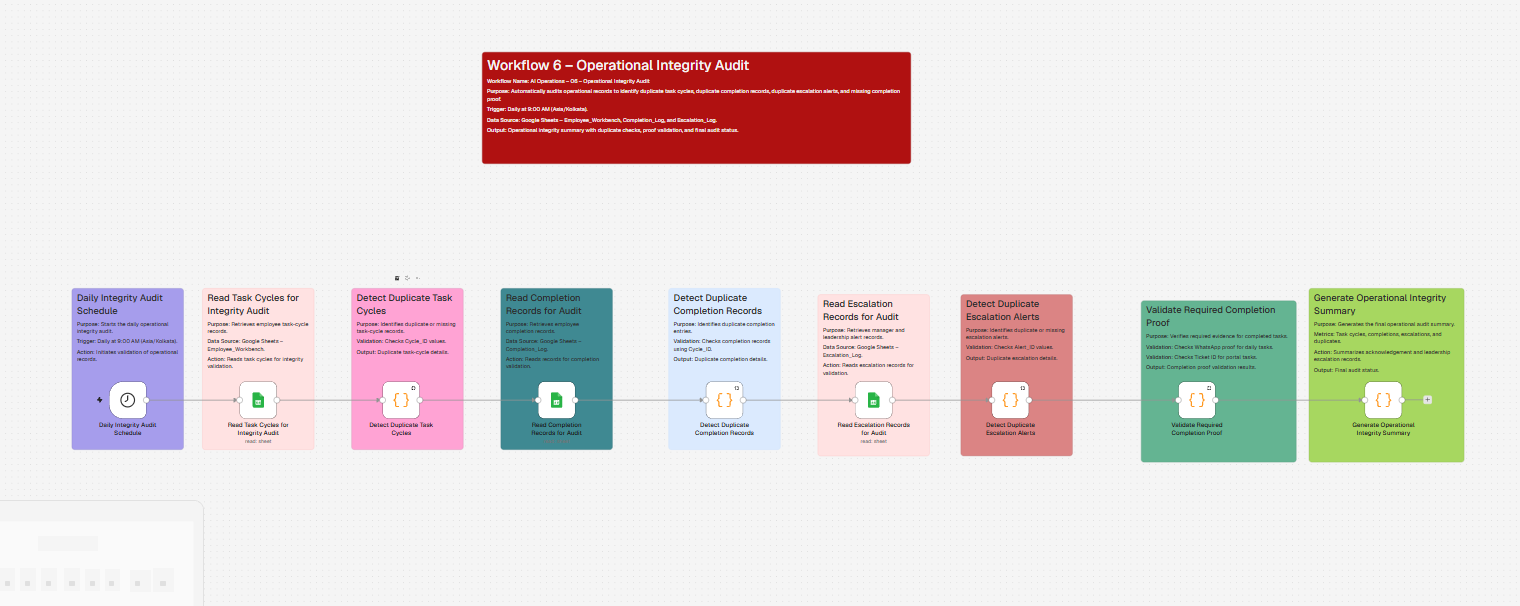 Workflow 6 – Operational Integrity Audit
Workflow Name: AI Operations – 06 – Operational Integrity Audit
Purpose: Automatically audits operational records to identify duplicate task cycles, duplicate completion records, duplicate escalation alerts, and missing completion
proof
Trigger: Daily at 9:00 AM (Asia/Kolkata).
Data Source: Google Sheets – Employee_Workbench, Completion_Log, and Escalation_Log.
Output: Operational integrity summary with duplicate checks, proof validation, and final audit status.
Daily Integrity Audit
Schedule
Purpose: Starts the daily operational
integrity audit.
Trigger: Daily at 9:00 AM (Asia/Kolkata).
Action: Initiates validation of operational
records.
Daily Integrity Audit
Schedule
Read Task Cycles for
Integrity Audit
Purpose: Retrieves employee task-cycle
records.
Data Source: Google Sheets –
Employee_Workbench.
Action: Reads task cycles for integrity
validation.
Read Task Cycles for
Integrity Audit
read: sheet
Detect Duplicate Task
Cycles
Purpose: Identifies duplicate or missing
task-cycle records.
Validation: Checks Cycle_ID values.
Output: Duplicate task-cycle details.
Detect Duplicate Task
Cycles
Read Completion
Records for Audit
Purpose: Retrieves employee
completion records.
Data Source: Google Sheets –
Completion_Log.
Action: Reads records for completion
validation.
Read Completion
Records for Audit
Detect Duplicate
Completion Records
Purpose: Identifies duplicate completion
entries.
Validation: Checks completion records
using Cycle_ID.
Output: Duplicate completion details.
Detect Duplicate
Completion Records
Read Escalation
Records for Audit
Purpose: Retrieves manager and
leadership alert records.
Data Source: Google Sheets –
Escalation_Log.
Action: Reads escalation records for
validation.
Read Escalation Records
for Audit
read: sheet
Detect Duplicate
Escalation Alerts
Purpose: Identifies duplicate or missing
escalation alerts.
Validation: Checks Alert_ID values.
Output: Duplicate escalation details.
Detect Duplicate
Escalation Alerts
Validate Required Completion
Proof
Purpose: Verifies required evidence for completed tasks.
Validation: Checks WhatsApp proof for daily tasks.
Validation: Checks Ticket ID for portal tasks.
Output: Completion proof validation results.
Validate Required
Completion Proof
Generate Operational Integrity
Summary
Purpose: Generates the final operational audit summary.
Metrics: Task cycles, completions, escalations, and
duplicates.
Action: Summarizes acknowledgement and leadership
escalation records.
Output: Final audit status.
Generate Operational
Integrity Summary